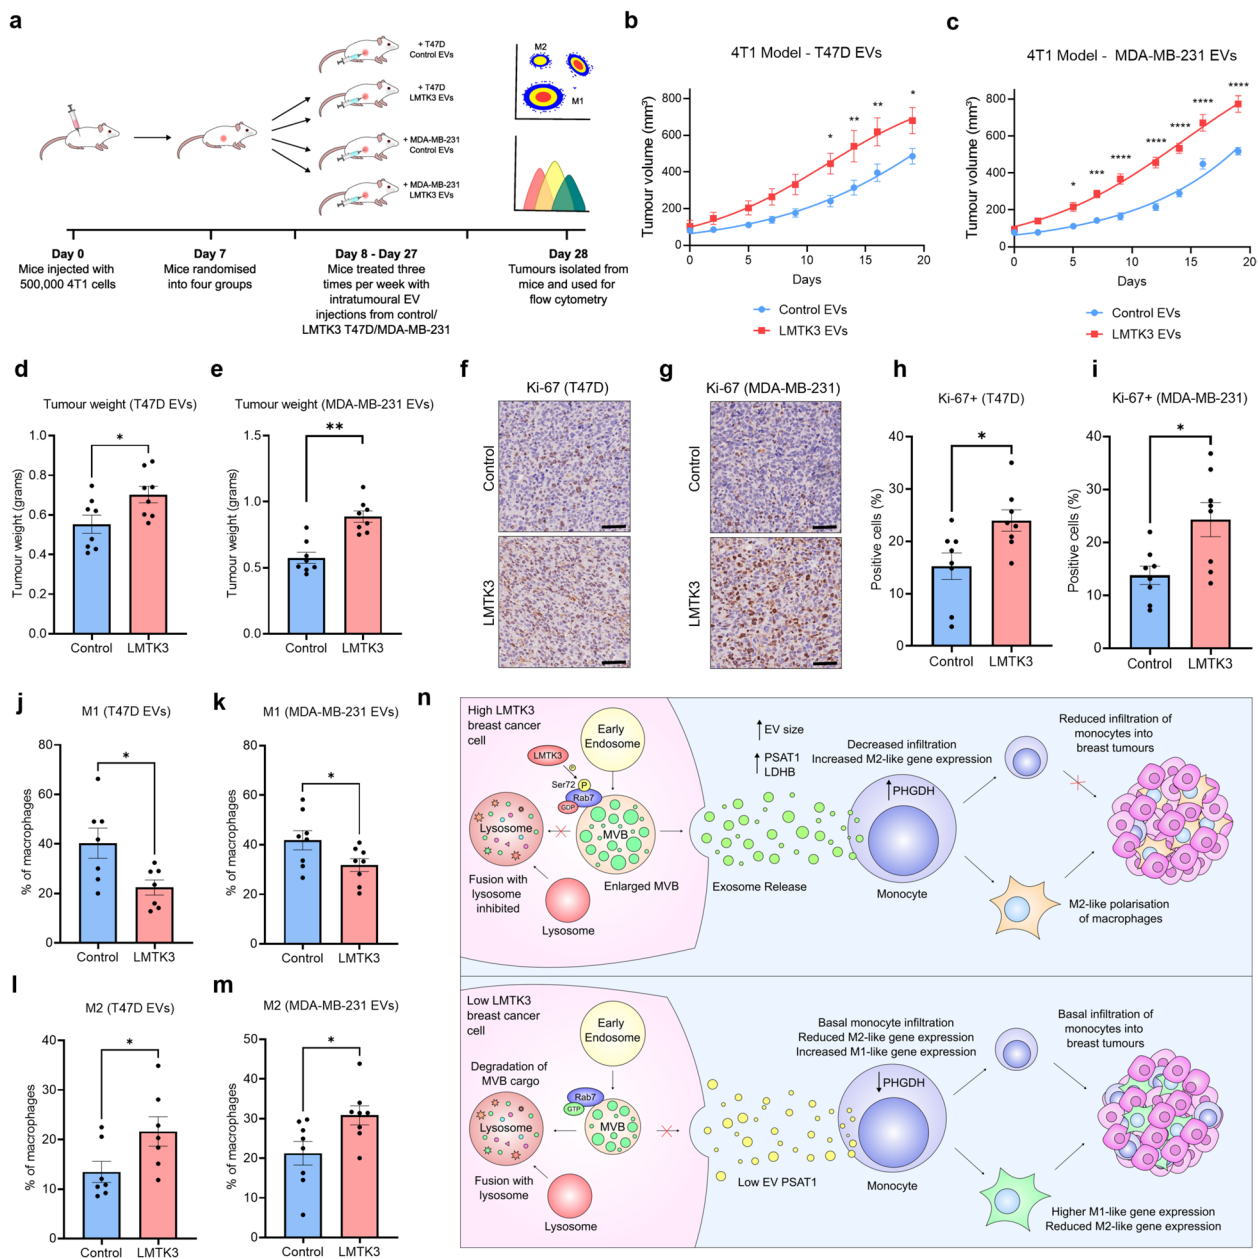 a
+ T47D
Control EVs
+ T47D
LMTK3 EVs
+ MDA-MB-231
Control EVs
+ MDA-MB-231
LMTK3 EVs
M2
M1
Day 0
Mice injected with
500,000 4T1 cells
Day 7
Mice randomised
into four groups
Day 8 - Day 27
Mice treated three
times per week with
intratumoural EV
injections from control/
LMTK3 T47D/MDA-MB-231
Day 28
Tumours isolated from
mice and used for
flow cytometry
b
4T1 Model - T47D EVs
Tumour volume (mm³)
800
600
400
200
0
* ** ** *
0 5 10 15 20
Days
Control EVs
LMTK3 EVs
c
4T1 Model - MDA-MB-231 EVs
Tumour volume (mm³)
800
600
400
200
0
* *** **** **** **** **** ****
0 5 10 15 20
Days
Control EVs
LMTK3 EVs
d
Tumour weight (T47D EVs)
Tumour weight (grams)
1.0
0.8
0.6
0.4
0.2
0.0
*
Control LMTK3
e
Tumour weight (MDA-MB-231 EVs)
Tumour weight (grams)
1.5
1.0
0.5
0.0
**
Control LMTK3
f
Ki-67 (T47D)
Control
LMTK3
g
Ki-67 (MDA-MB-231)
Control
LMTK3
h
Ki-67+ (T47D)
Positive cells (%)
40
30
20
10
0
*
Control LMTK3
i
Ki-67+ (MDA-MB-231)
Positive cells (%)
40
30
20
10
0
*
Control LMTK3
j
M1 (T47D EVs)
% of macrophages
80
60
40
20
0
*
Control LMTK3
k
M1 (MDA-MB-231 EVs)
% of macrophages
80
60
40
20
0
*
Control LMTK3
l
M2 (T47D EVs)
% of macrophages
40
30
20
10
0
*
Control LMTK3
m
M2 (MDA-MB-231 EVs)
% of macrophages
50
40
30
20
10
0
*
Control LMTK3
n
High LMTK3
breast cancer
cell
Early
Endosome
LMTK3
P
Ser72
P
Rab7
GDP
Lysosome
MVB
Fusion with
lysosome
inhibited
Enlarged MVB
Lysosome
EV size
PSAT1
LDHB
Exosome Release
Decreased infiltration
Increased M2-like gene expression
PHGDH
Monocyte
Reduced infiltration of
monocytes into
breast tumours
M2-like polarisation
of macrophages
Low LMTK3
breast cancer
cell
Early
Endosome
Degradation of
MVB cargo
Rab7
GTP
Lysosome
MVB
Fusion with
lysosome
Lysosome
Low EV PSAT1
Basal monocyte infiltration
Reduced M2-like gene expression
Increased M1-like gene expression
PHGDH
Monocyte
Basal infiltration of
monocytes into
breast tumours
Higher M1-like gene expression
Reduced M2-like gene expression